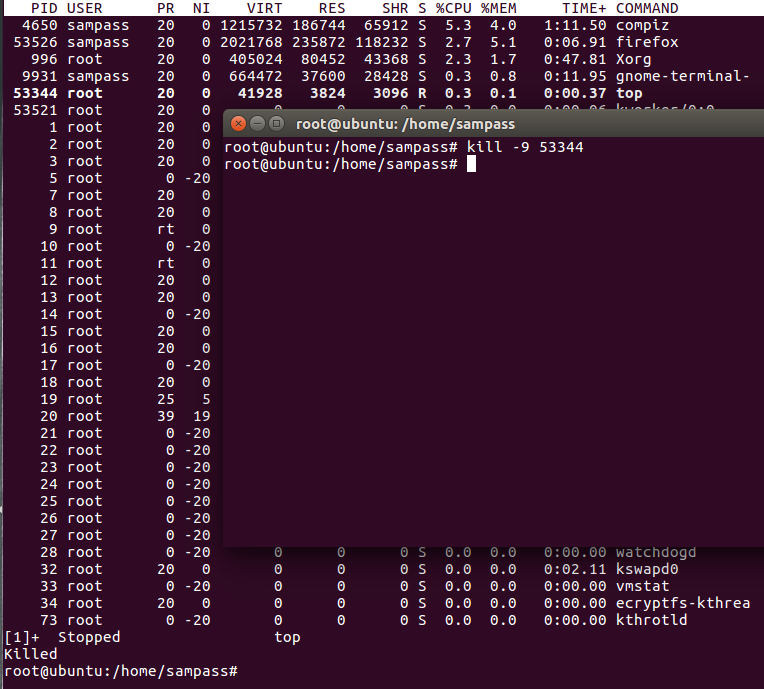 PID USER PR NI VIRT RES SHR S %CPU %MEM TIME+ COMMAND
4650 sampass 20 0 1215732 186744 65912 S 5.3 4.0 1:11.50 compiz
53526 sampass 20 0 2021768 235872 118232 S 2.7 5.1 0:06.91 firefox
996 root 20 0 405024 80452 43368 S 2.3 1.7 0:47.81 Xorg
9931 sampass 20 0 664472 37600 28428 S 0.3 0.8 0:11.95 gnome-terminal-
53344 root 20 0 41928 3824 3096 R 0.3 0.1 0:00.37 top
53521 root 20 0
1 root 20 0
2 root 20 0
3 root 20 0
5 root 0 -20
7 root 20 0
8 root 20 0
9 root rt 0
10 root 0 -20
11 root rt 0
12 root 20 0
13 root 20 0
14 root 0 -20
15 root 20 0
16 root 20 0
17 root 0 -20
18 root 20 0
19 root 25 5
20 root 39 19
21 root 0 -20
22 root 0 -20
23 root 0 -20
24 root 0 -20
25 root 0 -20
26 root 0 -20
27 root 0 -20
28 root 0 -20 0 0 0 S 0.0 0.0 0:00.00 watchdogd
32 root 20 0 0 0 0 S 0.0 0.0 0:02.11 kswapd0
33 root 0 -20 0 0 0 S 0.0 0.0 0:00.00 vmstat
34 root 20 0 0 0 0 S 0.0 0.0 0:00.00 ecryptfs-kthrea
73 root 0 -20 0 0 0 S 0.0 0.0 0:00.00 kthrotld
[1]+ Stopped top
Killed
root@ubuntu:/home/sampass#
root@ubuntu: /home/sampass
root@ubuntu:/home/sampass# kill -9 53344
root@ubuntu:/home/sampass#